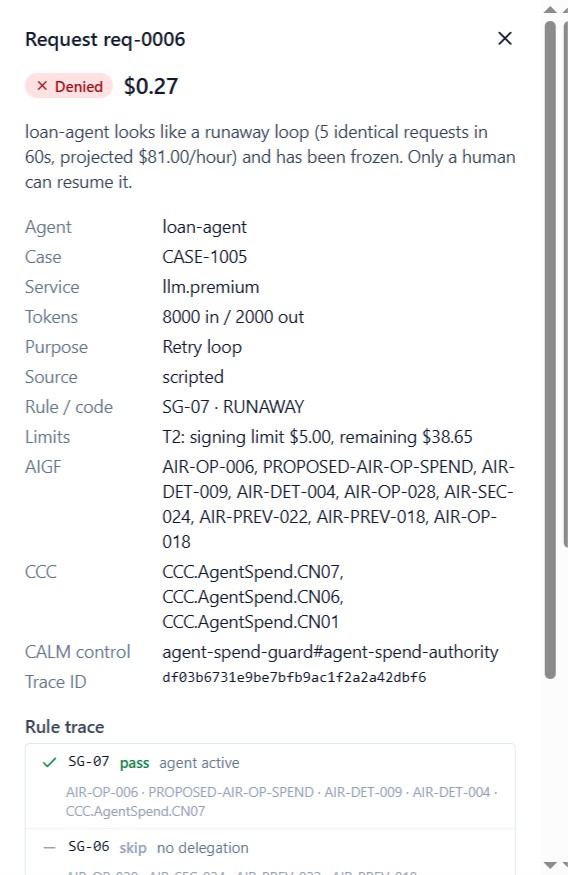 Request req-0006
Denied $0.27
loan-agent looks like a runaway loop (5 identical requests in
60s, projected $81.00/hour) and has been frozen. Only a human
can resume it.
Agent loan-agent
Case CASE-1005
Service llm.premium
Tokens 8000 in / 2000 out
Purpose Retry loop
Source scripted
Rule / code SG-07 · RUNAWAY
Limits T2: signing limit $5.00, remaining $38.65
AIGF AIR-OP-006, PROPOSED-AIR-OP-SPEND, AIR-
DET-009, AIR-DET-004, AIR-OP-028, AIR-SEC-
024, AIR-PREV-022, AIR-PREV-018, AIR-OP-
018
CCC CCC.AgentSpend.CN07,
CCC.AgentSpend.CN06,
CCC.AgentSpend.CN01
CALM control agent-spend-guard#agent-spend-authority
Trace ID df03b6731e9be7bfb9ac1f2a2a42dbf6
Rule trace
SG-07 pass agent active
AIR-OP-006 · PROPOSED-AIR-OP-SPEND · AIR-DET-009 · AIR-DET-004 ·
CCC.AgentSpend.CN07
SG-06 skip no delegation